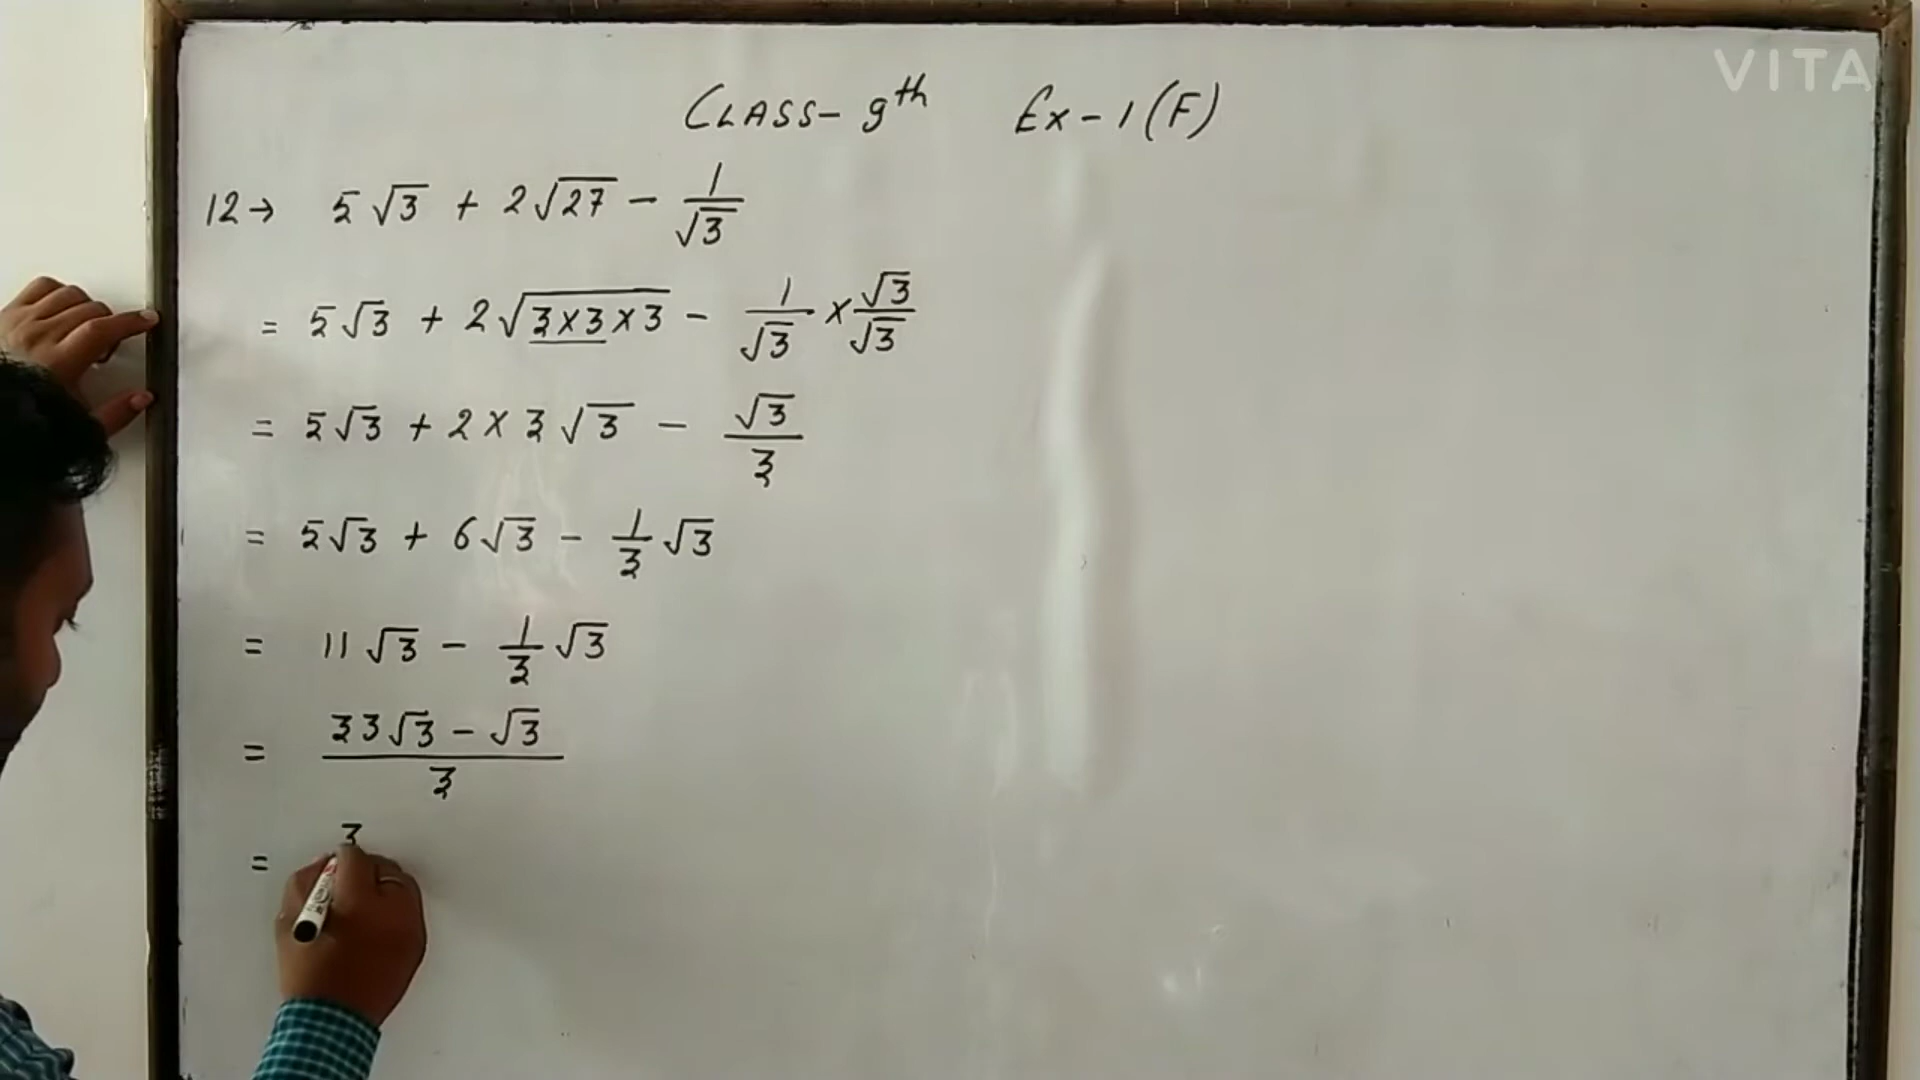 VITA
CLASS- 9th Ex-1(F)
12→ 5√3 + 2√27 - 1/√3
= 5√3 + 2√(3×3×3) - 1/√3 × √3/√3
= 5√3 + 2×3√3 - √3/3
= 5√3 + 6√3 - 1/3 √3
= 11√3 - 1/3 √3
= (33√3 - √3)/3
= 3